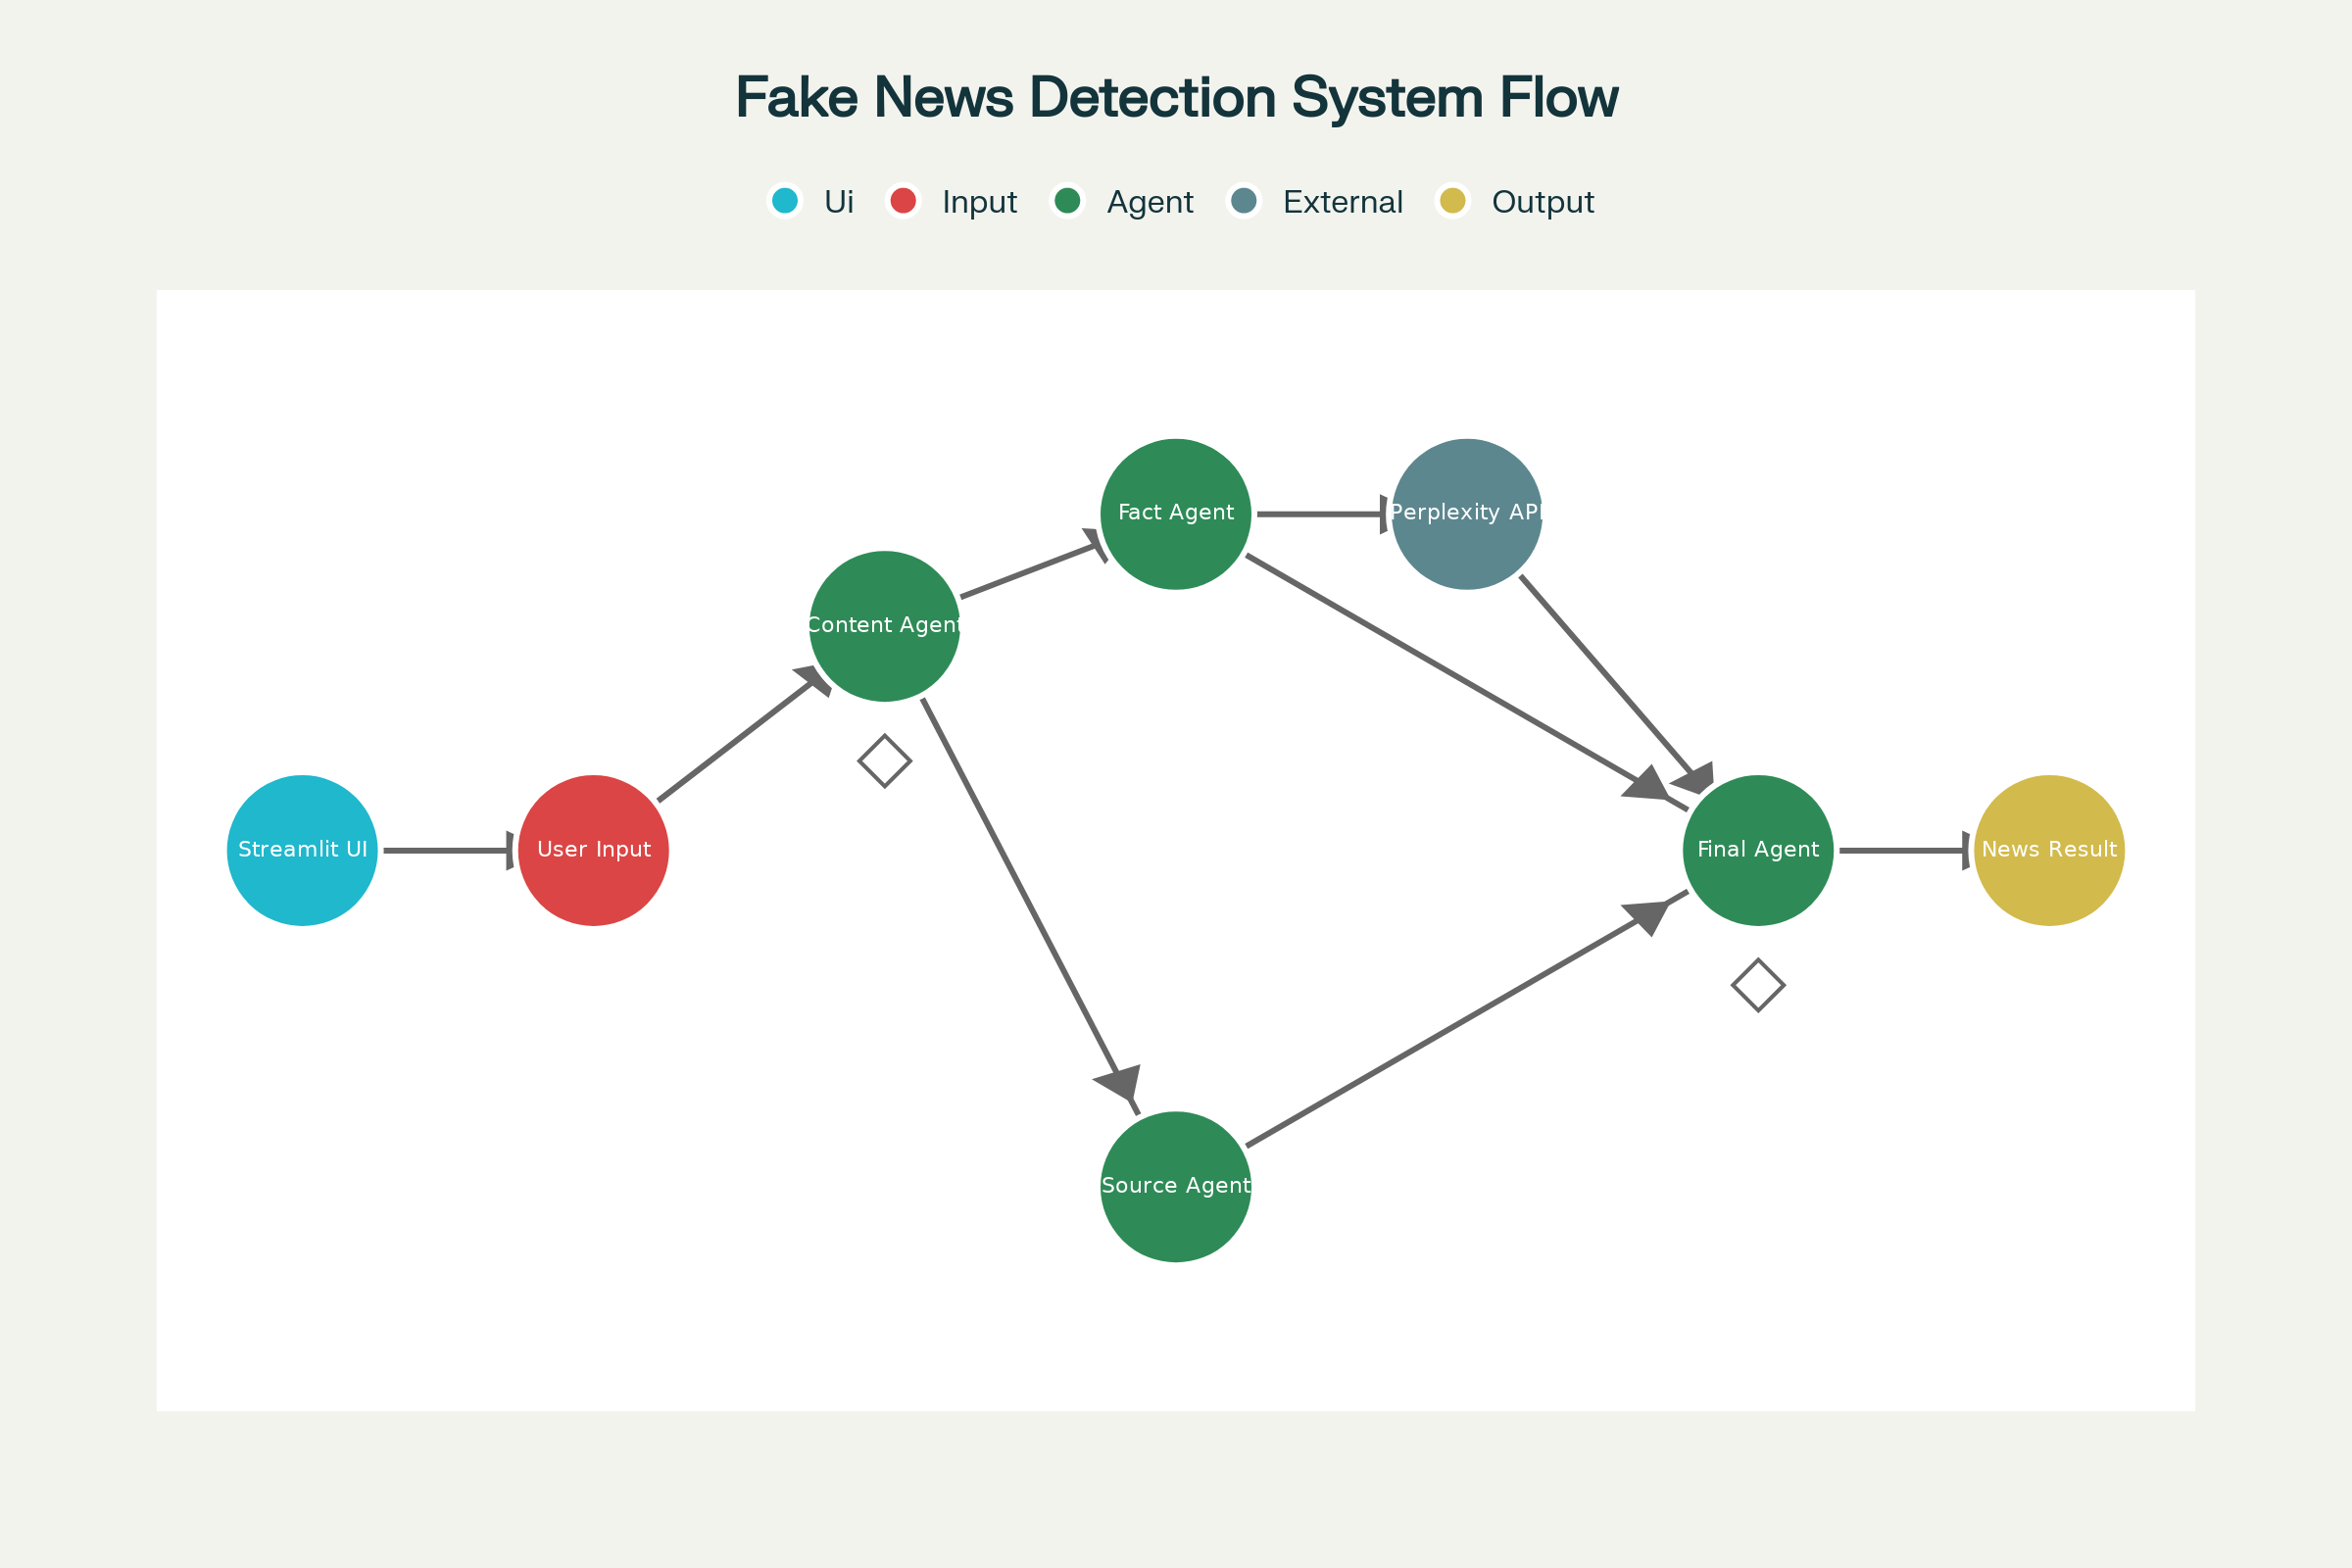 Fake News Detection System Flow
Ui Input Agent External Output
Fact Agent
Perplexity API
Content Agent
Streamlit UI
User Input
Final Agent
News Result
Source Agent